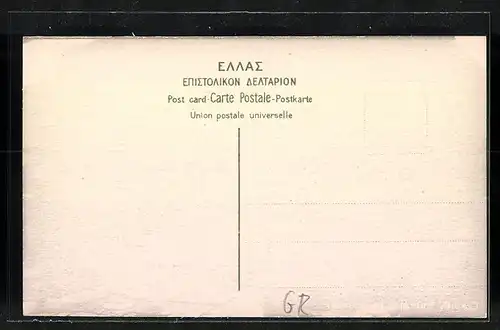 ΕΛΛΑΣ
ΕΠΙΣΤΟΛΙΚΟΝ ΔΕΛΤΑΡΙΟΝ
Post card-Carte Postale-Postkarte
Union postale universelle
GR